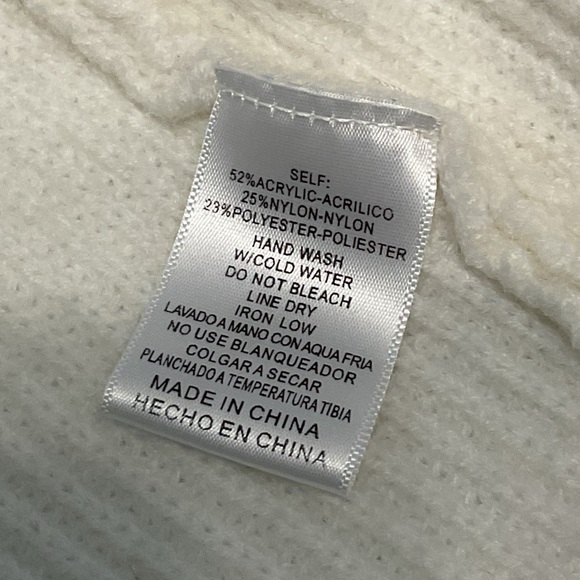 SELF:
52%ACRYLIC-ACRILICO
25%NYLON-NYLON
23%POLYESTER-POLIESTER
HAND WASH
W/COLD WATER
DO NOT BLEACH
LINE DRY
IRON LOW
LAVADO A MANO CON AQUA FRIA
NO USE BLANQUEADOR
COLGAR A SECAR
PLANCHADO A TEMPERATURA TIBIA
MADE IN CHINA
HECHO EN CHINA